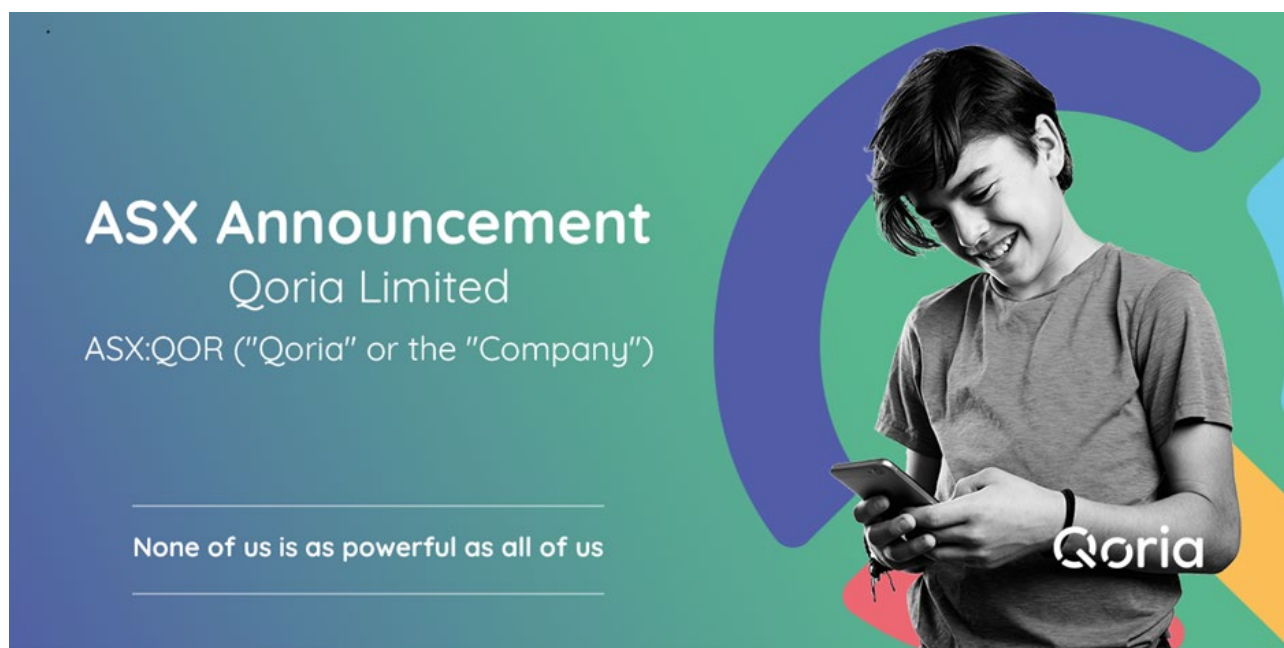 ASX Announcement
Qoria Limited
ASX:QOR ("Qoria" or the "Company")
None of us is as powerful as all of us
Qoria